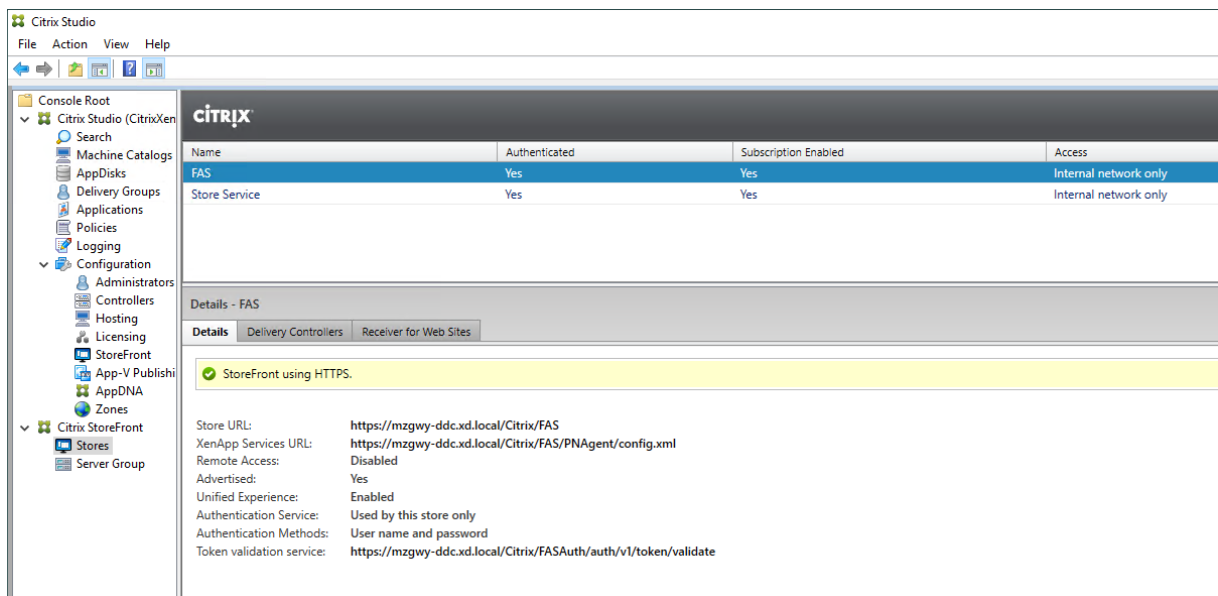 Citrix Studio
File Action View Help
Console Root
Citrix Studio (CitrixXen
Search
Machine Catalogs
AppDisks
Delivery Groups
Applications
Policies
Logging
Configuration
Administrators
Controllers
Hosting
Licensing
StoreFront
App-V Publishi
AppDNA
Zones
Citrix StoreFront
Stores
Server Group
CİTRIX
Name Authenticated Subscription Enabled Access
FAS Yes Yes Internal network only
Store Service Yes Yes Internal network only
Details - FAS
Details Delivery Controllers Receiver for Web Sites
StoreFront using HTTPS.
Store URL: https://mzgwy-ddc.xd.local/Citrix/FAS
XenApp Services URL: https://mzgwy-ddc.xd.local/Citrix/FAS/PNAgent/config.xml
Remote Access: Disabled
Advertised: Yes
Unified Experience: Enabled
Authentication Service: Used by this store only
Authentication Methods: User name and password
Token validation service: https://mzgwy-ddc.xd.local/Citrix/FASAuth/auth/v1/token/validate